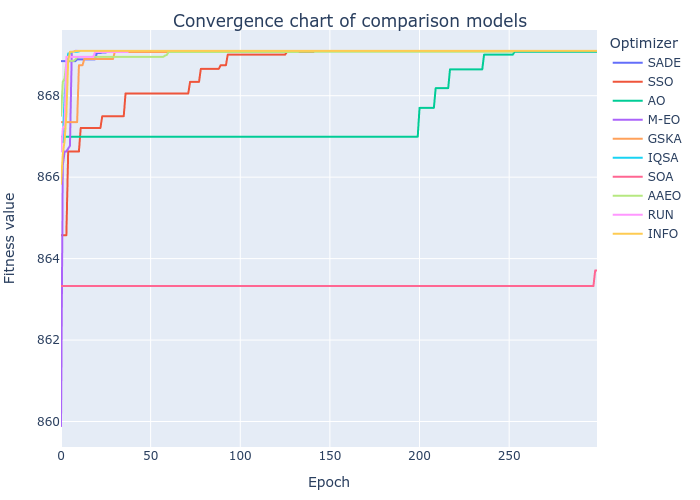 Convergence chart of comparison models
Optimizer
SADE
SSO
AO
M-EO
GSKA
IQSA
SOA
AAEO
RUN
INFO
Fitness value
868
866
864
862
860
0
50
100
150
200
250
Epoch